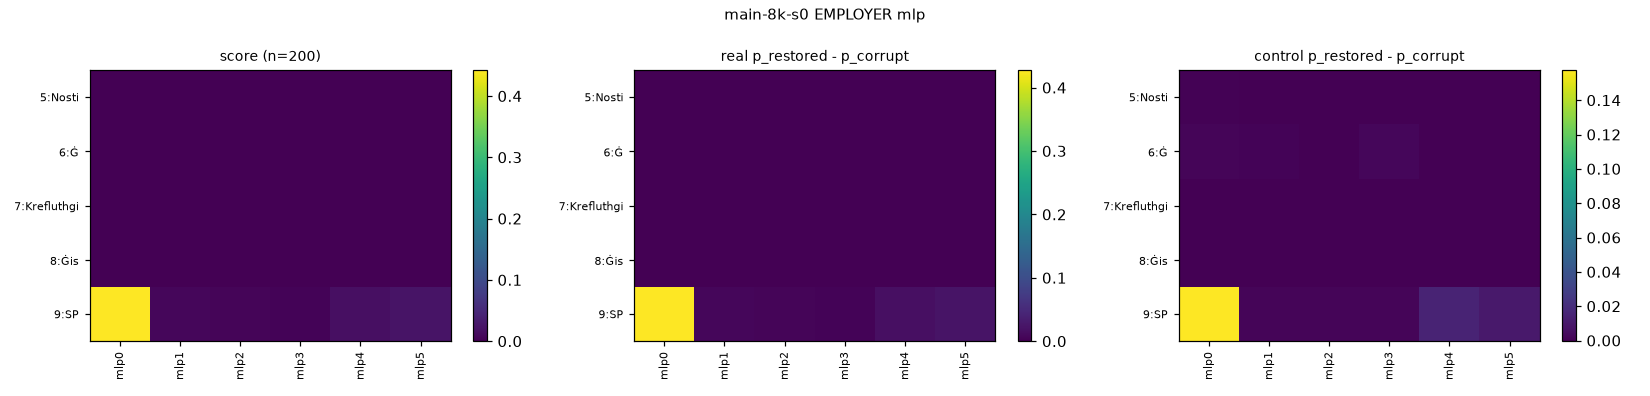 main-8k-s0 EMPLOYER mlp
score (n=200)
5:Nosti
6:Ġ
7:Krefluthgi
8:Ġis
9:SP
mlp0
mlp1
mlp2
mlp3
mlp4
mlp5
0.4
0.3
0.2
0.1
0.0
real p_restored - p_corrupt
5:Nosti
6:Ġ
7:Krefluthgi
8:Ġis
9:SP
mlp0
mlp1
mlp2
mlp3
mlp4
mlp5
0.4
0.3
0.2
0.1
0.0
control p_restored - p_corrupt
5:Nosti
6:Ġ
7:Krefluthgi
8:Ġis
9:SP
mlp0
mlp1
mlp2
mlp3
mlp4
mlp5
0.14
0.12
0.10
0.08
0.06
0.04
0.02
0.00